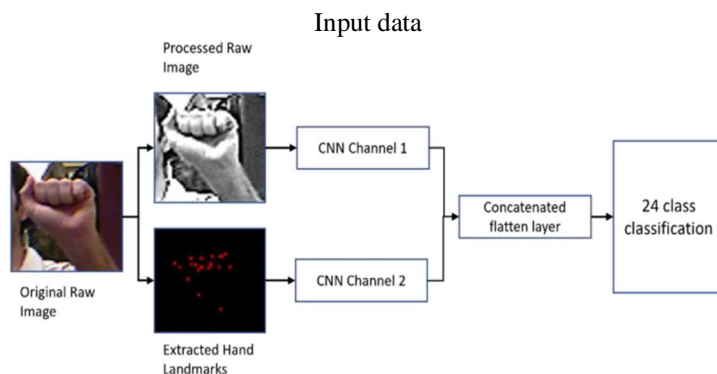 Input data
Processed Raw
Image
CNN Channel 1
Original Raw
Image
CNN Channel 2
Extracted Hand
Landmarks
Concatenated
flatten layer
24 class
classification